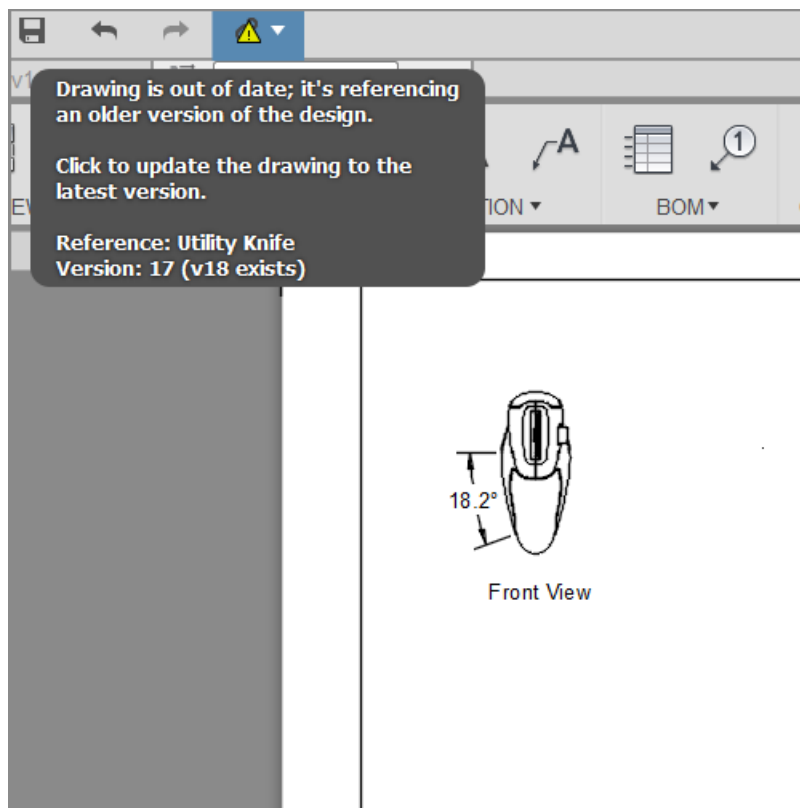 Drawing is out of date; it's referencing
an older version of the design.
Click to update the drawing to the
latest version.
Reference: Utility Knife
Version: 17 (v18 exists)
A
1
BOM
18.2°
Front View